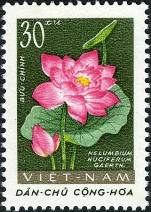 30 XU
BƯU-CHÍNH
NELUMBIUM
NUCIFERUM
GAERTN.
VIỆT-NAM
DÂN-CHỦ CỘNG-HÒA